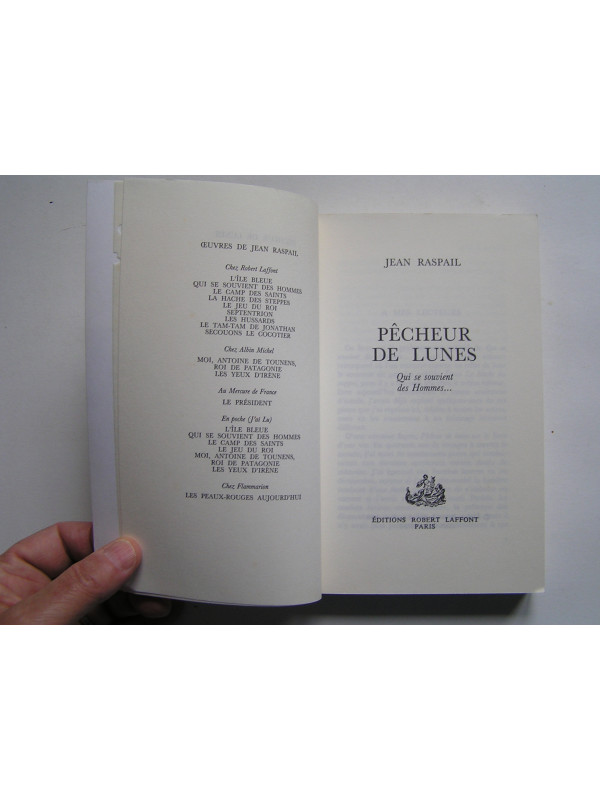 ŒUVRES DE JEAN RASPAIL
Chez Robert Laffont
L'ÎLE BLEUE
QUI SE SOUVIENT DES HOMMES
LE CAMP DES SAINTS
LA HACHE DES STEPPES
LE JEU DU ROI
SEPTENTRION
LES HUSSARDS
LE TAM-TAM DE JONATHAN
SECOUONS LE COCOTIER
Chez Albin Michel
MOI, ANTOINE DE TOUNENS,
ROI DE PATAGONIE
LES YEUX D'IRÈNE
Au Mercure de France
LE PRÉSIDENT
En poche (J'ai Lu)
L'ÎLE BLEUE
QUI SE SOUVIENT DES HOMMES
LE CAMP DES SAINTS
LE JEU DU ROI
MOI, ANTOINE DE TOUNENS,
ROI DE PATAGONIE
LES YEUX D'IRÈNE
Chez Flammarion
LES PEAUX-ROUGES AUJOURD'HUI
JEAN RASPAIL
PÊCHEUR
DE LUNES
Qui se souvient
des Hommes...
ÉDITIONS ROBERT LAFFONT
PARIS